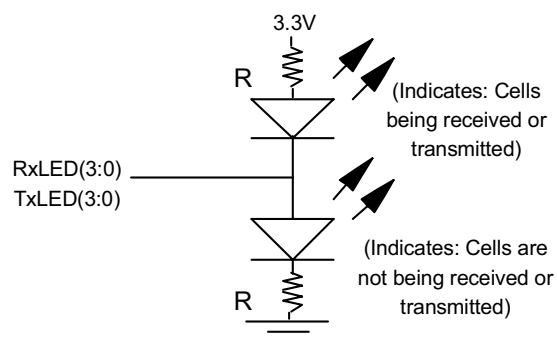 3.3V
R
(Indicates: Cells
being received or
transmitted)
RxLED(3:0)
TxLED(3:0)
(Indicates: Cells are
not being received or
transmitted)
R